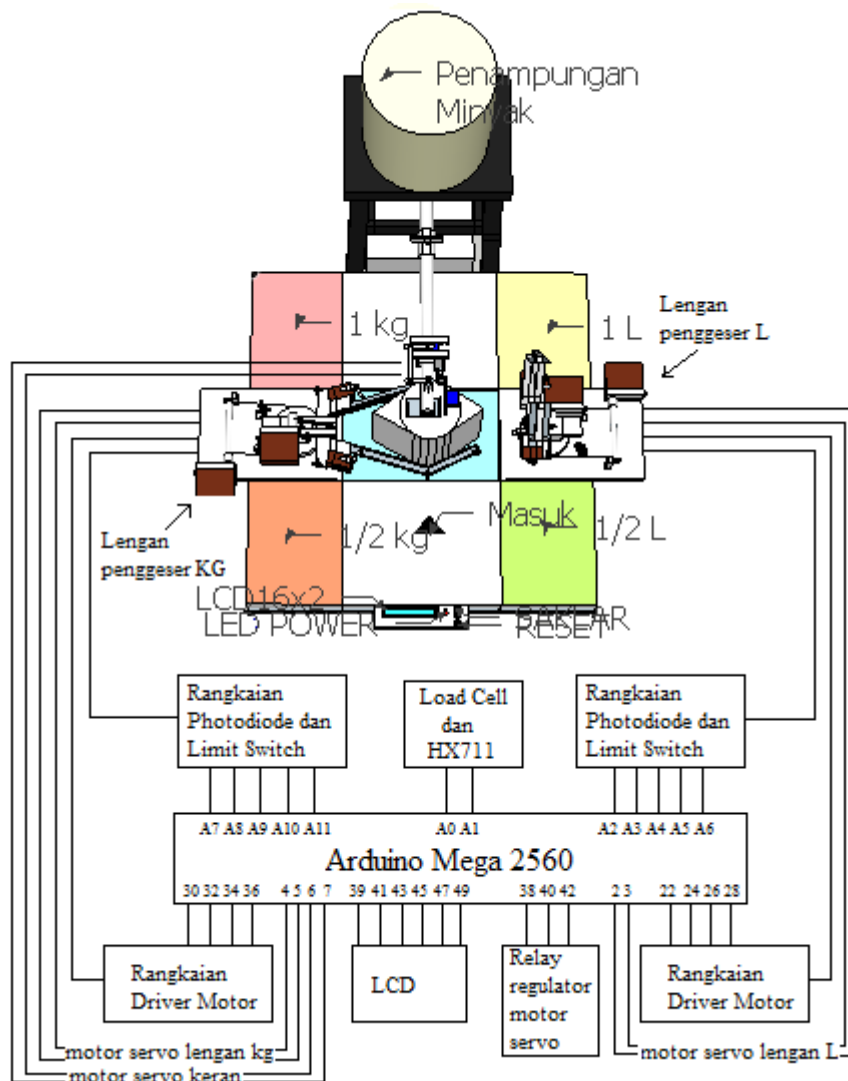 Penampungan
Minyak
1 kg
1 L
Lengan
penggeser L
Lengan
penggeser KG
1/2 kg
Masuk
1/2 L
LCD16x2
LED POWER
SAKLAR
RESET
Rangkaian
Photodiode dan
Limit Switch
Load Cell
dan
HX711
Rangkaian
Photodiode dan
Limit Switch
A7 A8 A9 A10 A11
A0 A1
A2 A3 A4 A5 A6
Arduino Mega 2560
30 32 34 36
4 5 6 7
39 41 43 45 47 49
38 40 42
2 3
22 24 26 28
Rangkaian
Driver Motor
LCD
Relay
regulator
motor
servo
Rangkaian
Driver Motor
motor servo lengan kg
motor servo lengan L
motor servo keran